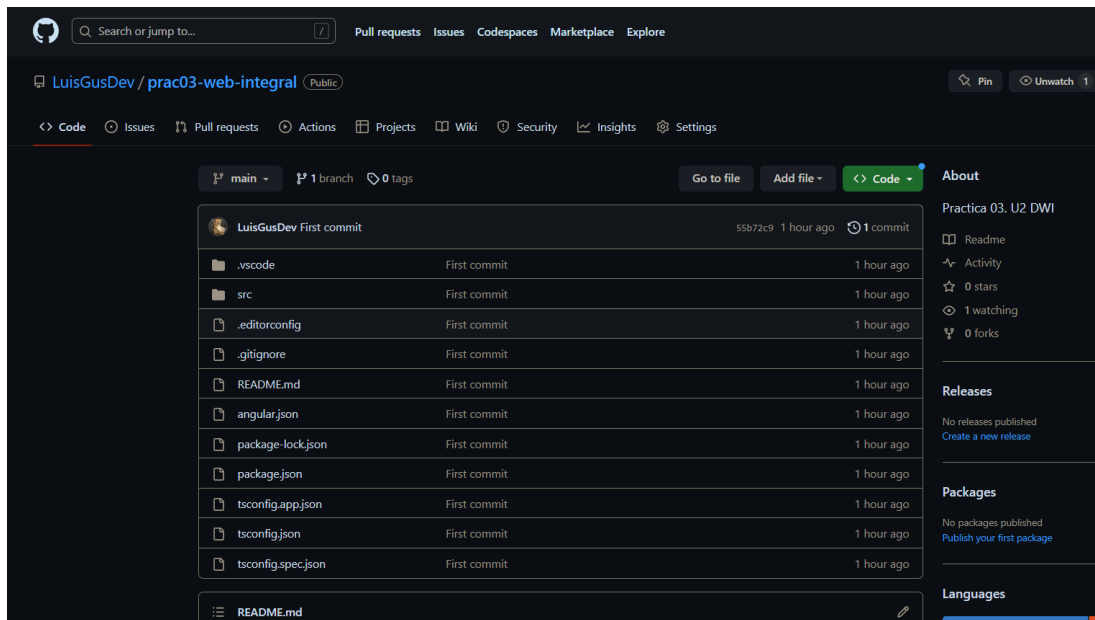 Search or jump to... / Pull requests Issues Codespaces Marketplace Explore
LuisGusDev / prac03-web-integral Public Pin Unwatch 1
Code Issues Pull requests Actions Projects Wiki Security Insights Settings
main 1 branch 0 tags Go to file Add file Code
LuisGusDev First commit 55b72c9 1 hour ago 1 commit
.vscode First commit 1 hour ago
src First commit 1 hour ago
.editorconfig First commit 1 hour ago
.gitignore First commit 1 hour ago
README.md First commit 1 hour ago
angular.json First commit 1 hour ago
package-lock.json First commit 1 hour ago
package.json First commit 1 hour ago
tsconfig.app.json First commit 1 hour ago
tsconfig.json First commit 1 hour ago
tsconfig.spec.json First commit 1 hour ago
README.md
About
Practica 03. U2 DWI
Readme
Activity
0 stars
1 watching
0 forks
Releases
No releases published
Create a new release
Packages
No packages published
Publish your first package
Languages